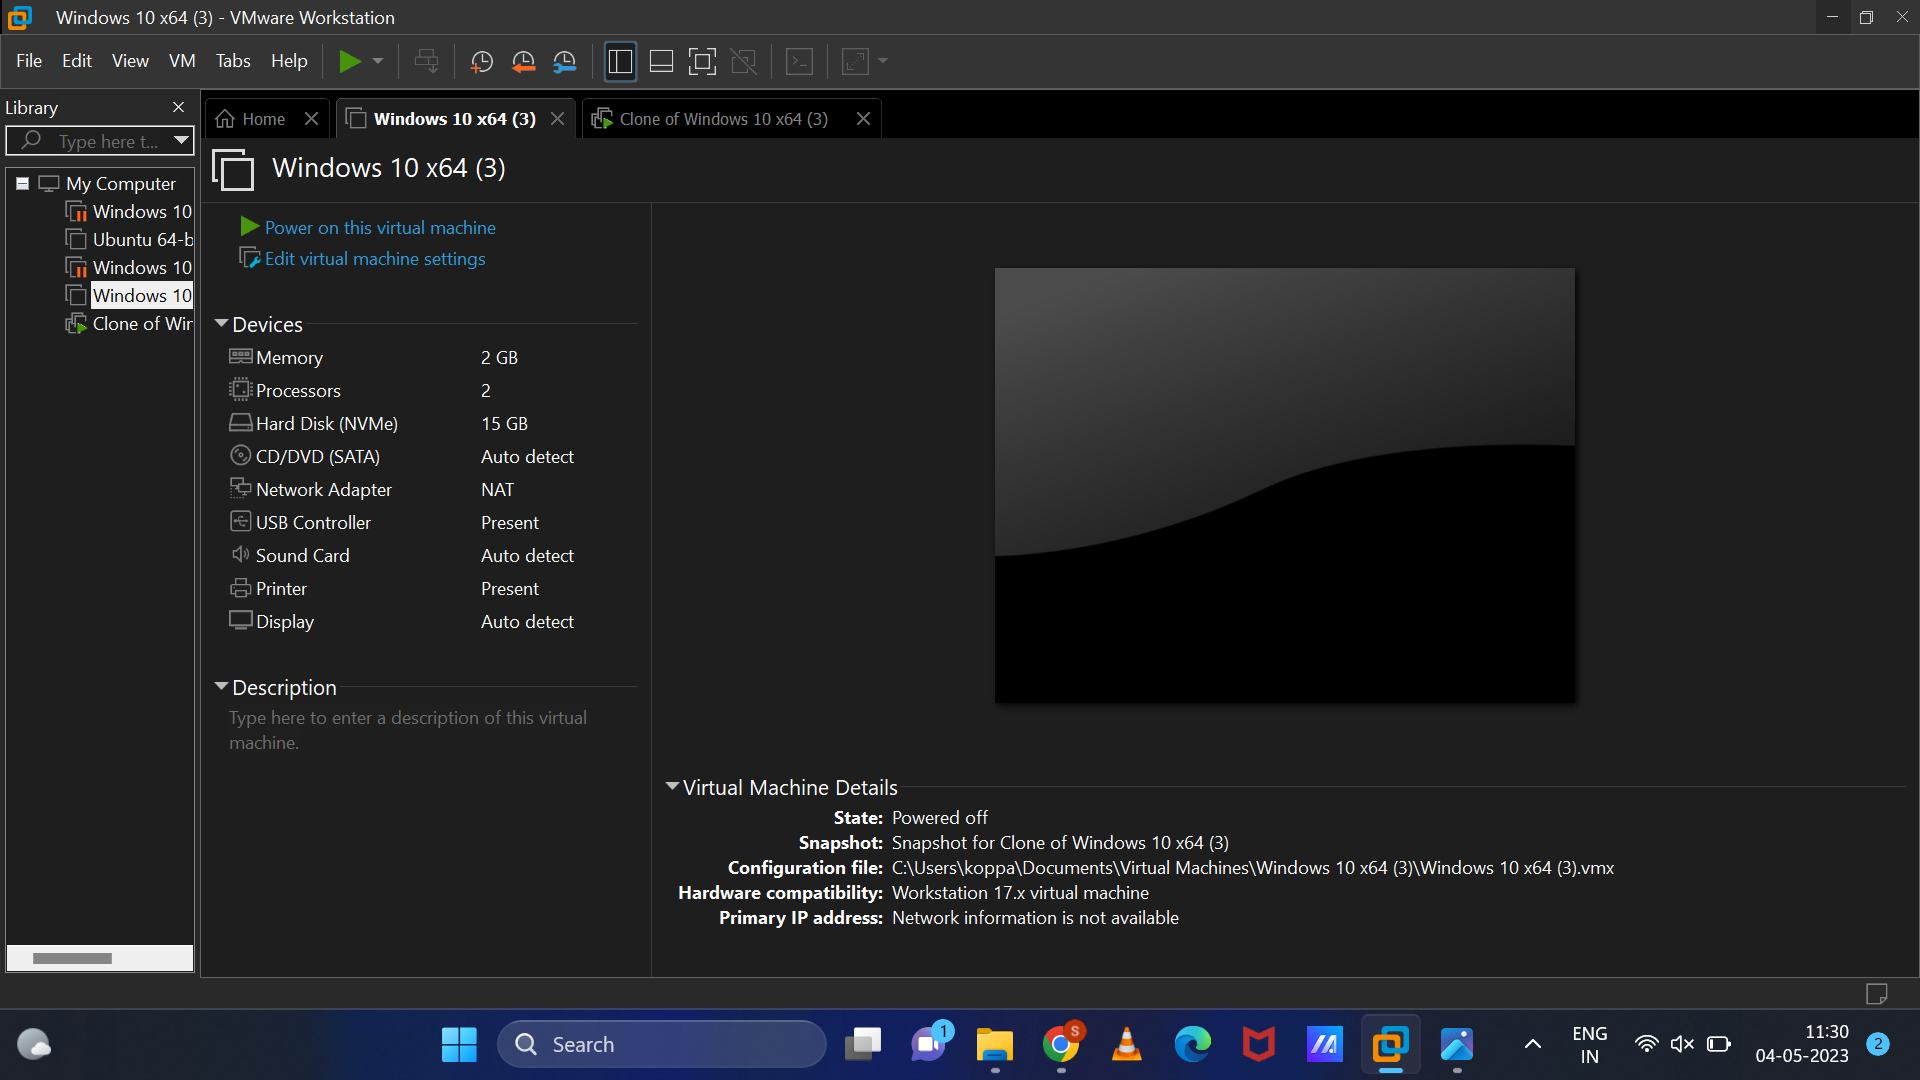 Windows 10 x64 (3) - VMware Workstation
File Edit View VM Tabs Help
Library
Type here t...
My Computer
Windows 10
Ubuntu 64-b
Windows 10
Windows 10
Clone of Wir
Home
Windows 10 x64 (3)
Clone of Windows 10 x64 (3)
Windows 10 x64 (3)
Power on this virtual machine
Edit virtual machine settings
Devices
Memory 2 GB
Processors 2
Hard Disk (NVMe) 15 GB
CD/DVD (SATA) Auto detect
Network Adapter NAT
USB Controller Present
Sound Card Auto detect
Printer Present
Display Auto detect
Description
Type here to enter a description of this virtual
machine.
Virtual Machine Details
State: Powered off
Snapshot: Snapshot for Clone of Windows 10 x64 (3)
Configuration file: C:\Users\koppa\Documents\Virtual Machines\Windows 10 x64 (3)\Windows 10 x64 (3).vmx
Hardware compatibility: Workstation 17.x virtual machine
Primary IP address: Network information is not available
Search
1
S
ENG
IN
11:30
04-05-2023
2